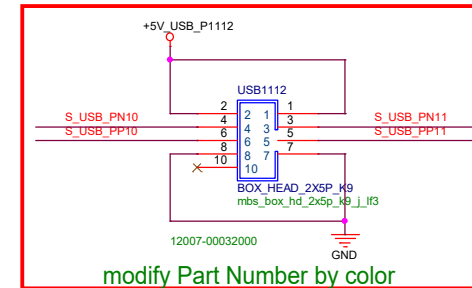 +5V_USB_P1112
USB1112
2 2 1 1
S_USB_PN10 4 4 3 3 S_USB_PN11
S_USB_PP10 6 6 5 5 S_USB_PP11
8 8 7 7
10 10
BOX_HEAD_2X5P_K9
mbs_box_hd_2x5p_k9_j_lf3
12007-00032000
GND
modify Part Number by color